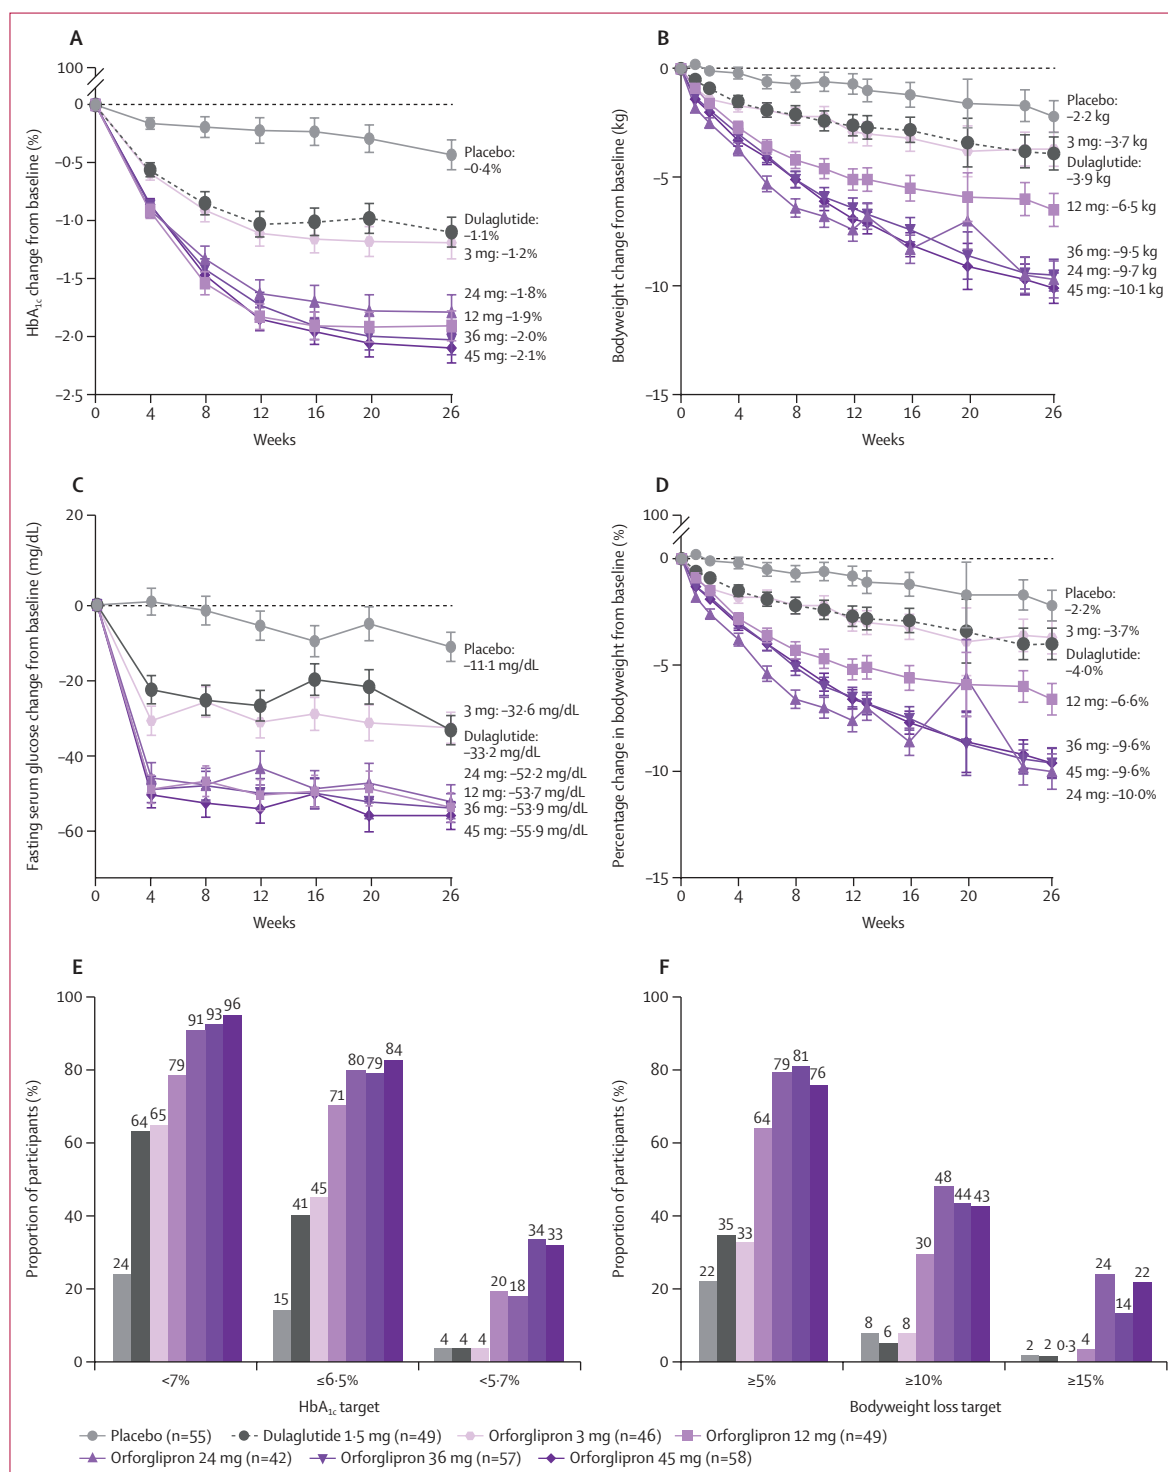 A
HbA1c change from baseline (%)
100
0
–0·5
–1·0
–1·5
–2·0
–2·5
0 4 8 12 16 20 26
Weeks
Placebo:
–0·4%
Dulaglutide:
–1·1%
3 mg: –1·2%
24 mg: –1·8%
12 mg –1·9%
36 mg: –2·0%
45 mg: –2·1%
B
Bodyweight change from baseline (kg)
0
–5
–10
–15
0 4 8 12 16 20 26
Weeks
Placebo:
–2·2 kg
3 mg: –3·7 kg
Dulaglutide:
–3·9 kg
12 mg: –6·5 kg
36 mg: –9·5 kg
24 mg: –9·7 kg
45 mg: –10·1 kg
C
Fasting serum glucose change from baseline (mg/dL)
20
0
–20
–40
–60
0 4 8 12 16 20 26
Weeks
Placebo:
–11·1 mg/dL
3 mg: –32·6 mg/dL
Dulaglutide:
–33·2 mg/dL
24 mg: –52·2 mg/dL
12 mg: –53·7 mg/dL
36 mg: –53·9 mg/dL
45 mg: –55·9 mg/dL
D
Percentage change in bodyweight from baseline (%)
100
0
–5
–10
–15
0 4 8 12 16 20 26
Weeks
Placebo:
–2·2%
3 mg: –3·7%
Dulaglutide:
–4·0%
12 mg: –6·6%
36 mg: –9·6%
45 mg: –9·6%
24 mg: –10·0%
E
Proportion of participants (%)
100
80
60
40
20
0
24 64 65 79 91 93 96
15 41 45 71 80 79 84
4 4 4 20 18 34 33
<7% ≤6·5% <5·7%
HbA1c target
F
Proportion of participants (%)
100
80
60
40
20
0
22 35 33 64 79 81 76
8 6 8 30 48 44 43
2 2 0·3 4 24 14 22
≥5% ≥10% ≥15%
Bodyweight loss target
Placebo (n=55) Dulaglutide 1·5 mg (n=49) Orforglipron 3 mg (n=46) Orforglipron 12 mg (n=49)
Orforglipron 24 mg (n=42) Orforglipron 36 mg (n=57) Orforglipron 45 mg (n=58)